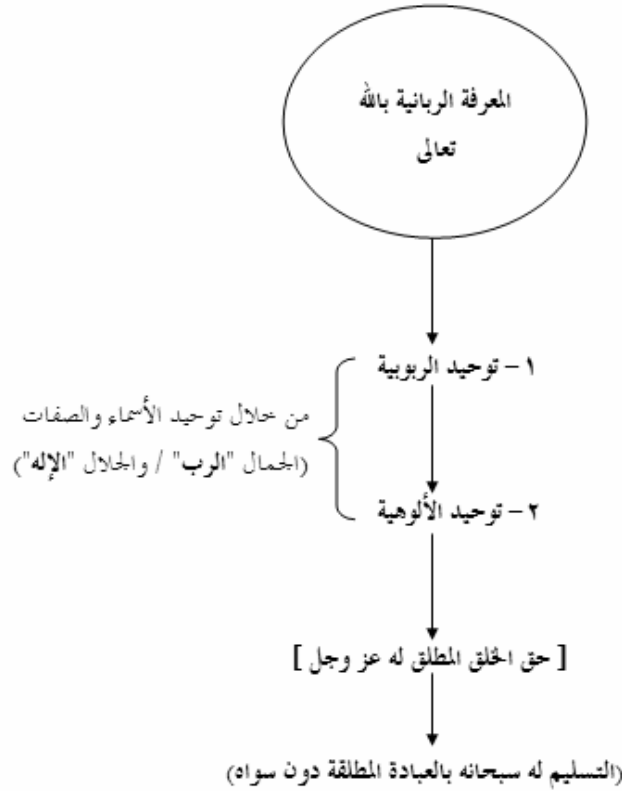 المعرفة الربانية بالله
تعالى
١ – توحيد الربوبية
من خلال توحيد الأسماء والصفات
(الجمال "الرب" / والجلال "الإله")
٢ – توحيد الألوهية
[ حق الخلق المطلق له عز وجل ]
(التسليم له سبحانه بالعبادة المطلقة دون سواه)